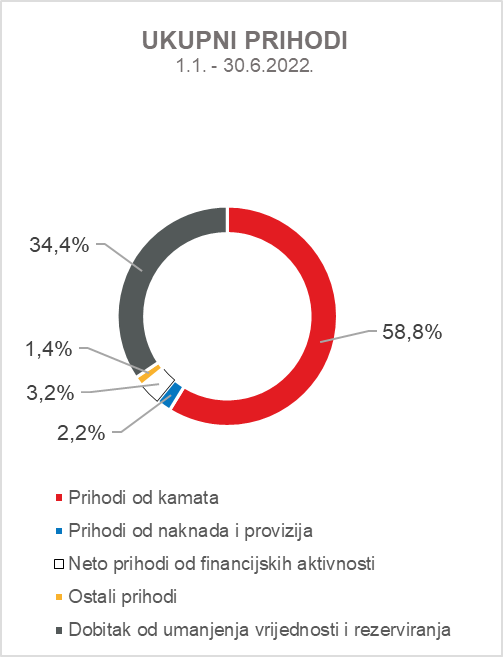 UKUPNI PRIHODI
1.1. - 30.6.2022.
34,4%
58,8%
1,4%
3,2%
2,2%
Prihodi od kamata
Prihodi od naknada i provizija
Neto prihodi od financijskih aktivnosti
Ostali prihodi
Dobitak od umanjenja vrijednosti i rezerviranja